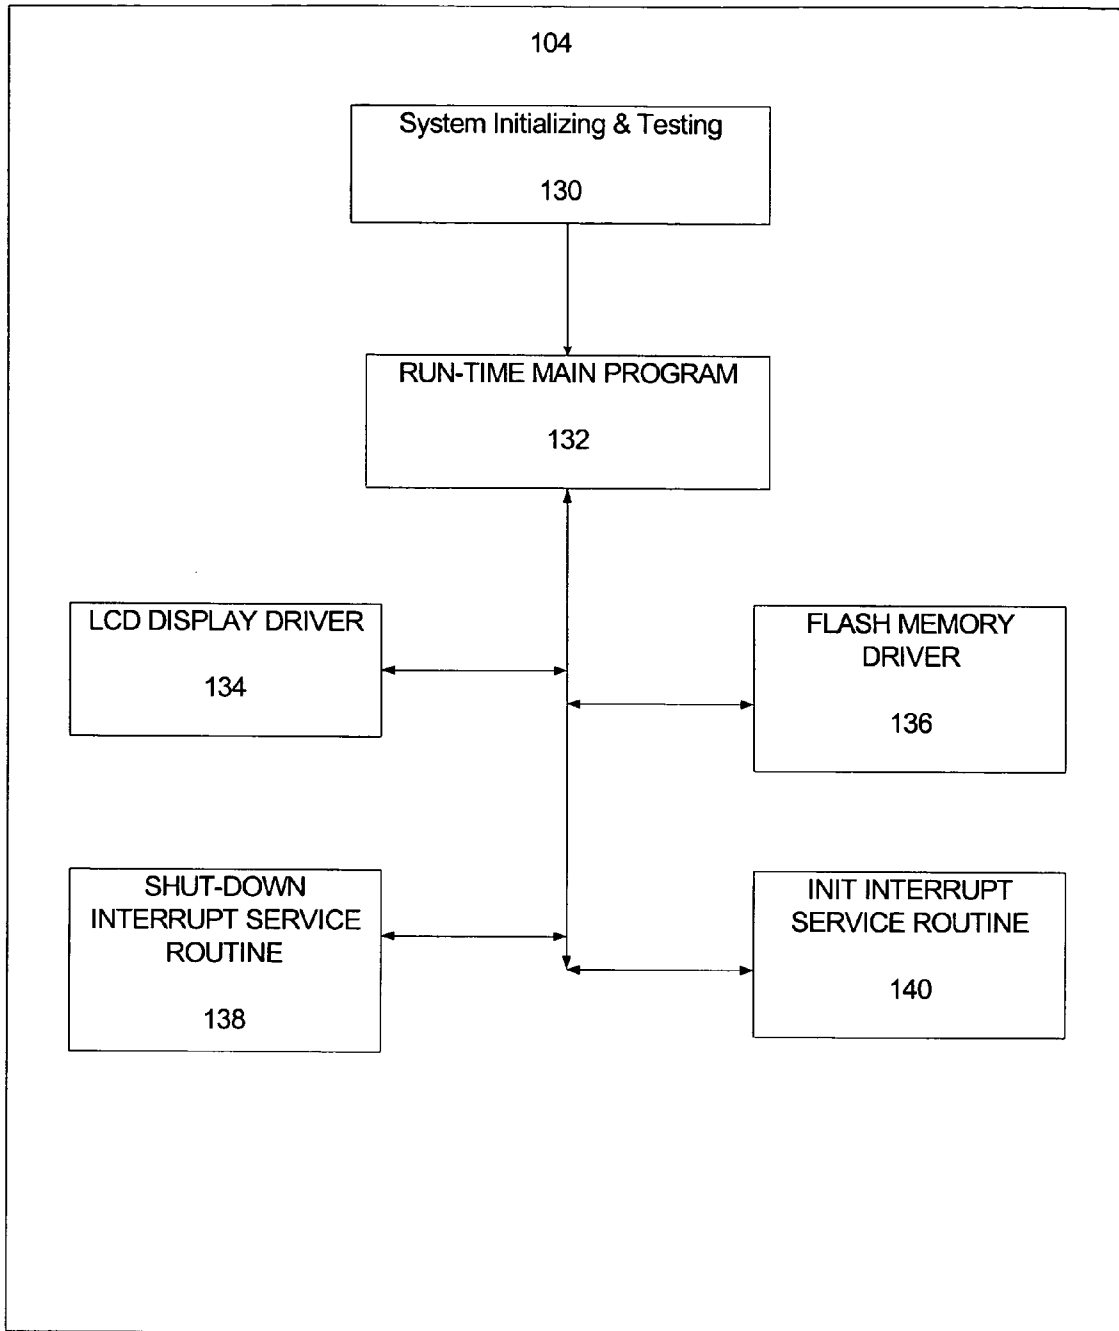 104
System Initializing & Testing
130
RUN-TIME MAIN PROGRAM
132
LCD DISPLAY DRIVER
134
FLASH MEMORY
DRIVER
136
SHUT-DOWN
INTERRUPT SERVICE
ROUTINE
138
INIT INTERRUPT
SERVICE ROUTINE
140